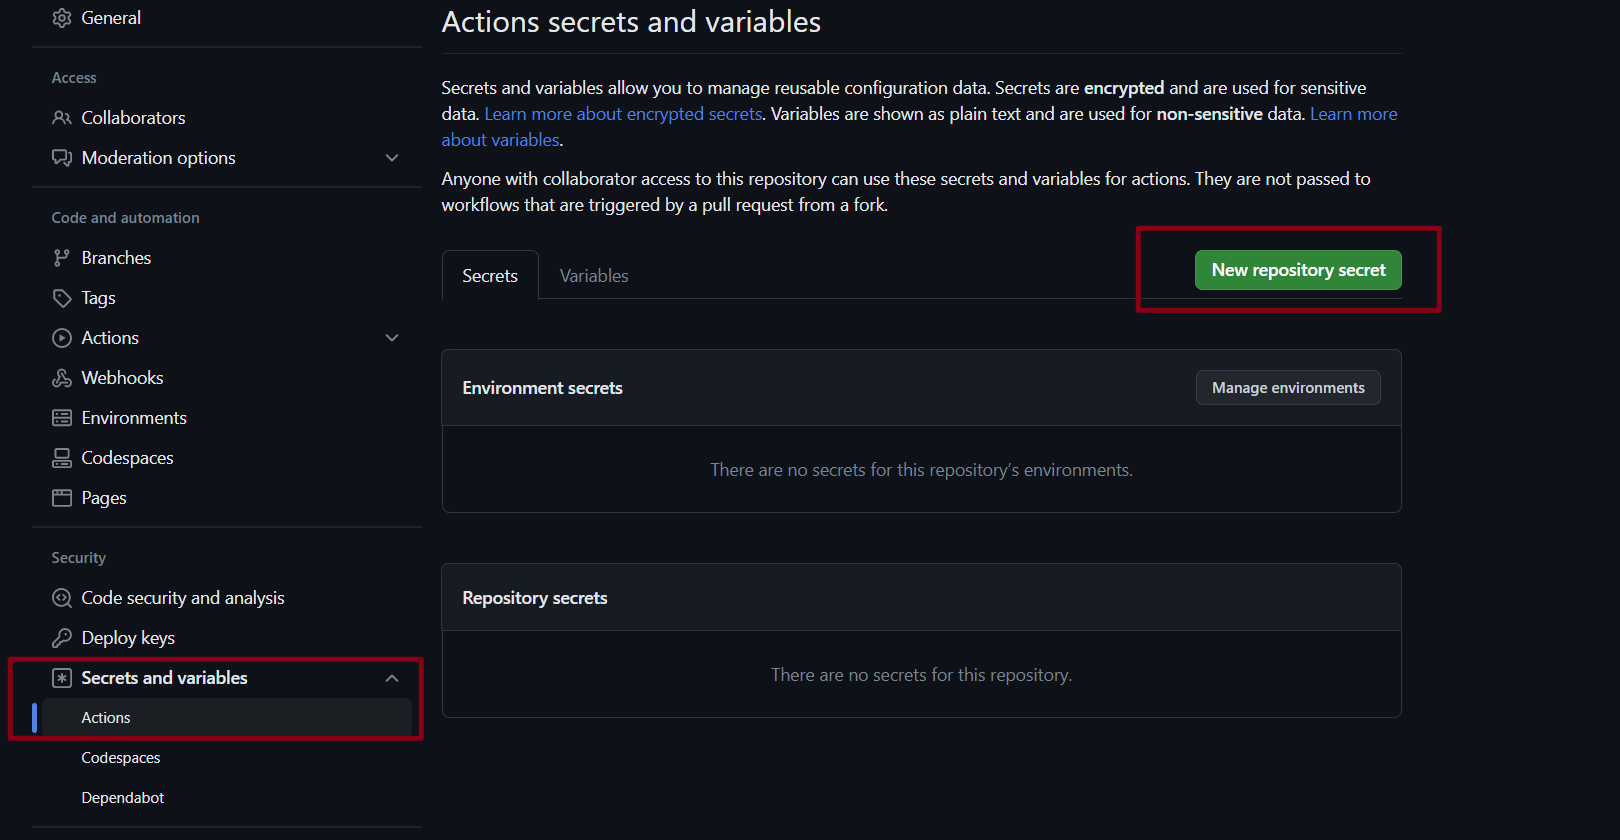 General
Access
Collaborators
Moderation options
Code and automation
Branches
Tags
Actions
Webhooks
Environments
Codespaces
Pages
Security
Code security and analysis
Deploy keys
Secrets and variables
Actions
Codespaces
Dependabot
Actions secrets and variables
Secrets and variables allow you to manage reusable configuration data. Secrets are encrypted and are used for sensitive
data. Learn more about encrypted secrets. Variables are shown as plain text and are used for non-sensitive data. Learn more
about variables.
Anyone with collaborator access to this repository can use these secrets and variables for actions. They are not passed to
workflows that are triggered by a pull request from a fork.
Secrets
Variables
New repository secret
Environment secrets
Manage environments
There are no secrets for this repository’s environments.
Repository secrets
There are no secrets for this repository.